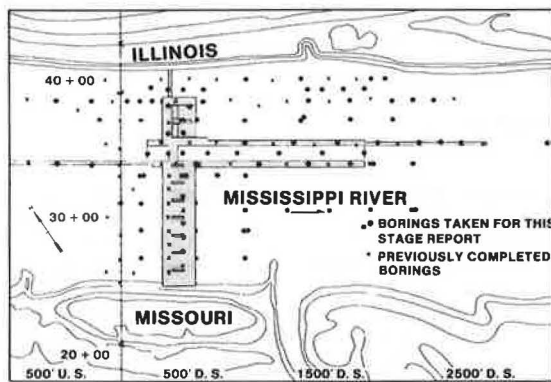 ILLINOIS
40 + 00
MISSISSIPPI RIVER
30 + 00
BORINGS TAKEN FOR THIS
STAGE REPORT
PREVIOUSLY COMPLETED
BORINGS
MISSOURI
20 + 00
500' U. S.
500' D. S.
1500' D. S.
2500' D. S.